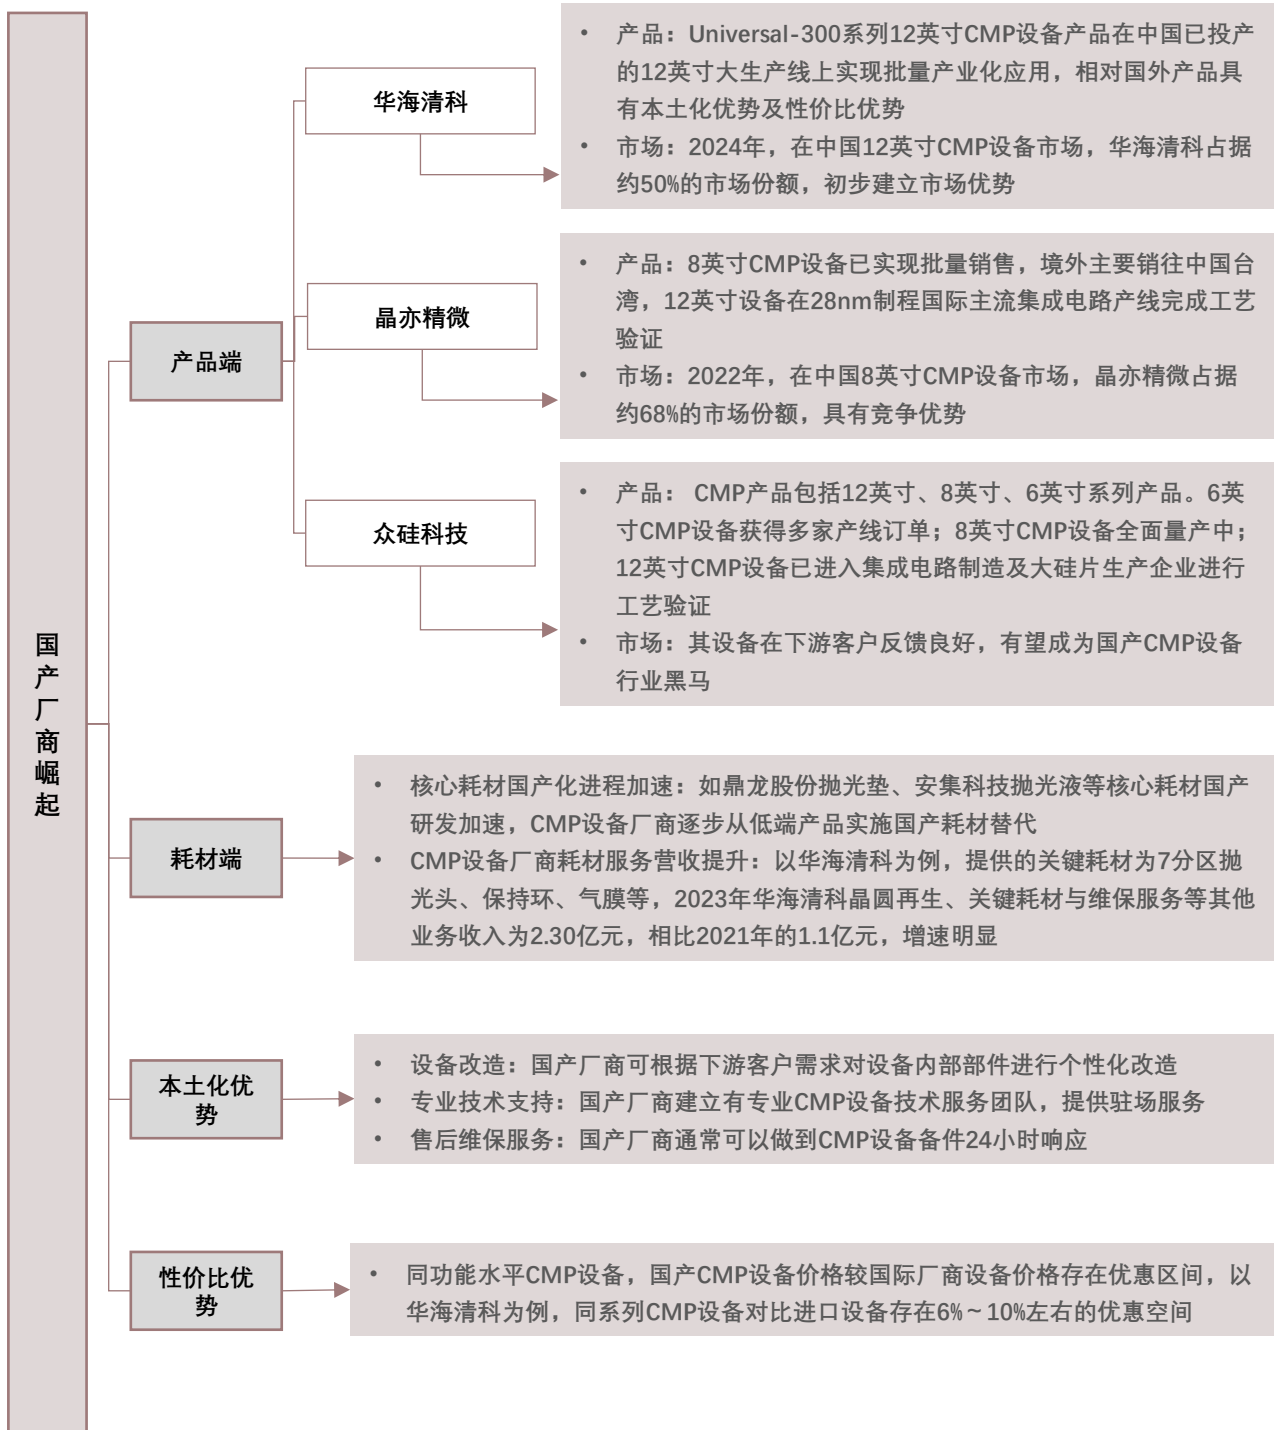 国
产
厂
商
崛
起
产品端
华海清科
• 产品：Universal-300系列12英寸CMP设备产品在中国已投产
的12英寸大生产线上实现批量产业化应用，相对国外产品具
有本土化优势及性价比优势
• 市场：2024年，在中国12英寸CMP设备市场，华海清科占据
约50%的市场份额，初步建立市场优势
晶亦精微
• 产品：8英寸CMP设备已实现批量销售，境外主要销往中国台
湾，12英寸设备在28nm制程国际主流集成电路产线完成工艺
验证
• 市场：2022年，在中国8英寸CMP设备市场，晶亦精微占据
约68%的市场份额，具有竞争优势
众硅科技
• 产品： CMP产品包括12英寸、8英寸、6英寸系列产品。6英
寸CMP设备获得多家产线订单；8英寸CMP设备全面量产中；
12英寸CMP设备已进入集成电路制造及大硅片生产企业进行
工艺验证
• 市场：其设备在下游客户反馈良好，有望成为国产CMP设备
行业黑马
耗材端
• 核心耗材国产化进程加速：如鼎龙股份抛光垫、安集科技抛光液等核心耗材国产
研发加速，CMP设备厂商逐步从低端产品实施国产耗材替代
• CMP设备厂商耗材服务营收提升：以华海清科为例，提供的关键耗材为7分区抛
光头、保持环、气膜等，2023年华海清科晶圆再生、关键耗材与维保服务等其他
业务收入为2.30亿元，相比2021年的1.1亿元，增速明显
本土化优
势
• 设备改造：国产厂商可根据下游客户需求对设备内部部件进行个性化改造
• 专业技术支持：国产厂商建立有专业CMP设备技术服务团队，提供驻场服务
• 售后维保服务：国产厂商通常可以做到CMP设备备件24小时响应
性价比优
势
• 同功能水平CMP设备，国产CMP设备价格较国际厂商设备价格存在优惠区间，以
华海清科为例，同系列CMP设备对比进口设备存在6%～10%左右的优惠空间